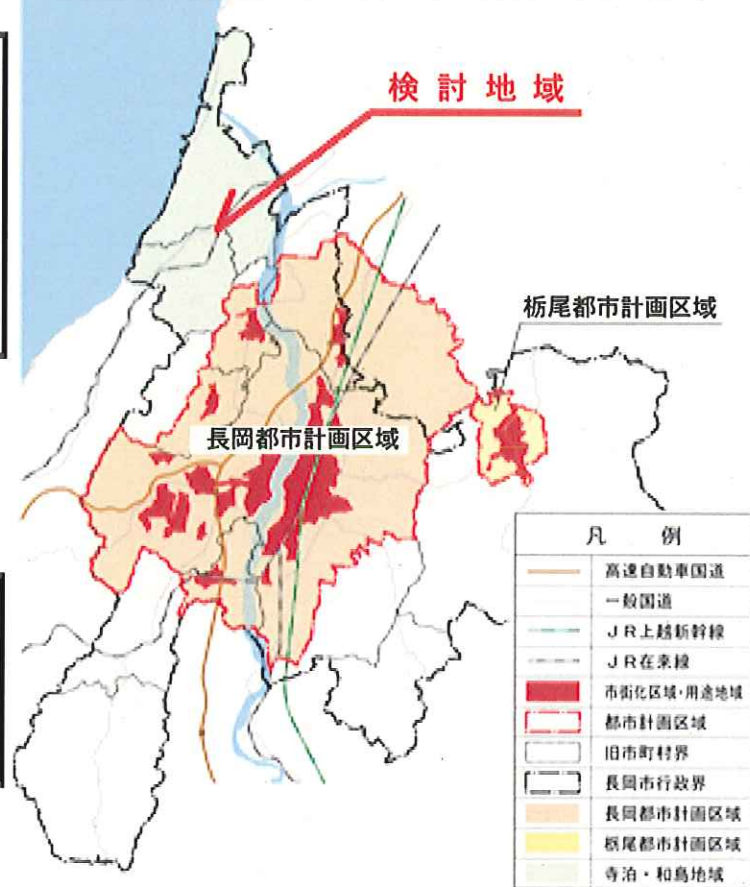 検討地域
栃尾都市計画区域
長岡都市計画区域
凡 例
高速自動車国道
一般国道
JR上越新幹線
JR在来線
市街化区域・用途地域
都市計画区域
旧市町村界
長岡市行政界
長岡都市計画区域
栃尾都市計画区域
寺泊・和島地域